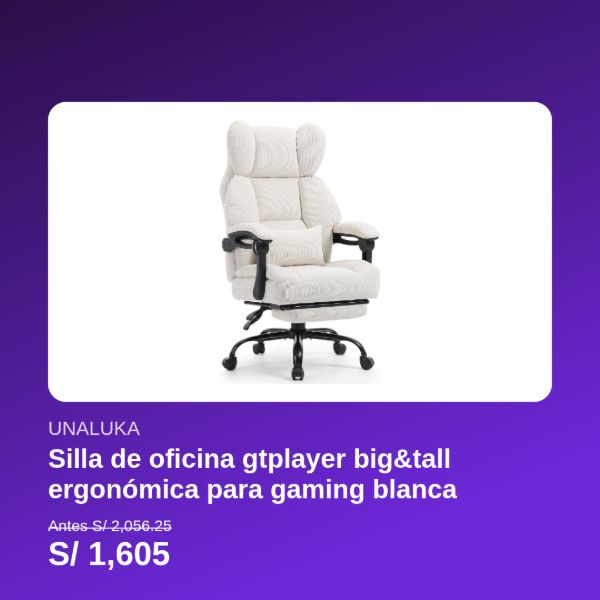 UNALUKA
Silla de oficina gtplayer big&tall
ergonómica para gaming blanca
Antes S/ 2,056.25
S/ 1,605